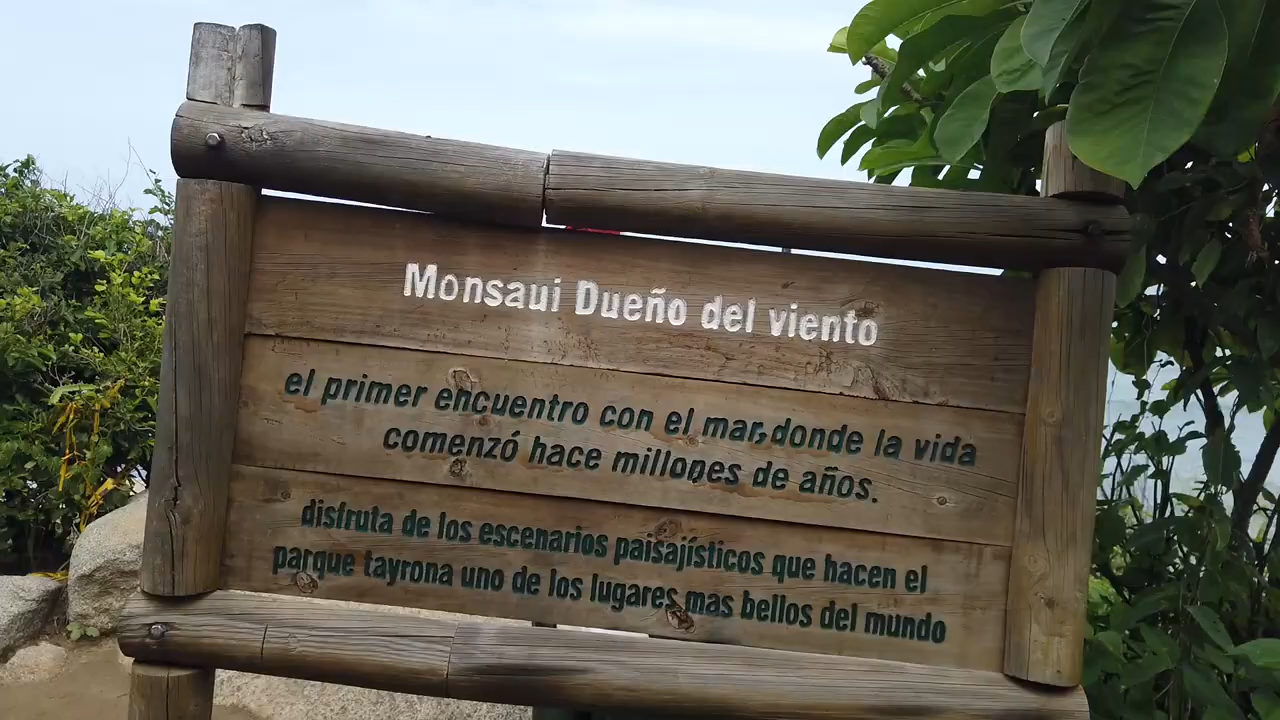 Monsaui Dueño del viento
el primer encuentro con el mar,donde la vida
comenzó hace millones de años.
disfruta de los escenarios paisajísticos que hacen el
parque tayrona uno de los lugares mas bellos del mundo